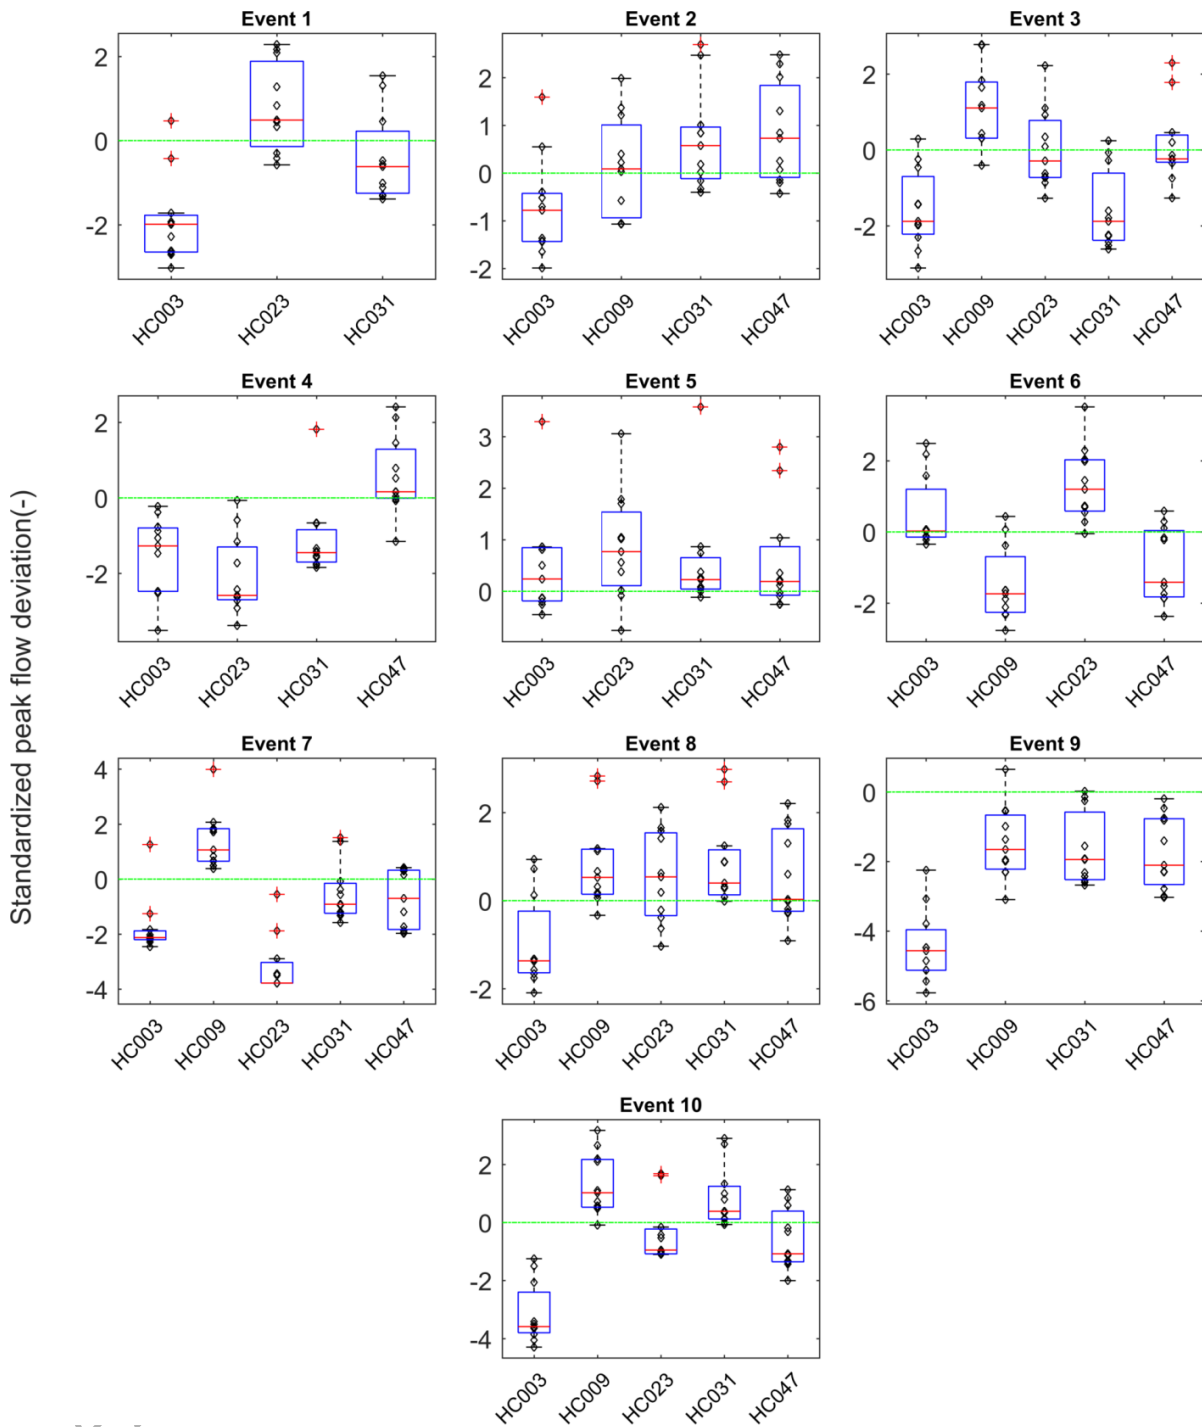 Event 1
Event 2
Event 3
2
0
-2
2
1
0
-1
-2
2
0
-2
HC003
HC023
HC031
HC003
HC009
HC031
HC047
HC003
HC009
HC023
HC031
HC047
Event 4
Event 5
Event 6
2
0
-2
3
2
1
0
2
0
-2
HC003
HC023
HC031
HC047
HC003
HC023
HC031
HC047
HC003
HC009
HC023
HC047
Standardized peak flow deviation(-)
Event 7
Event 8
Event 9
4
2
0
-2
-4
2
0
-2
0
-2
-4
-6
HC003
HC009
HC023
HC031
HC047
HC003
HC009
HC023
HC031
HC047
HC003
HC009
HC031
HC047
Event 10
2
0
-2
-4
HC003
HC009
HC023
HC031
HC047